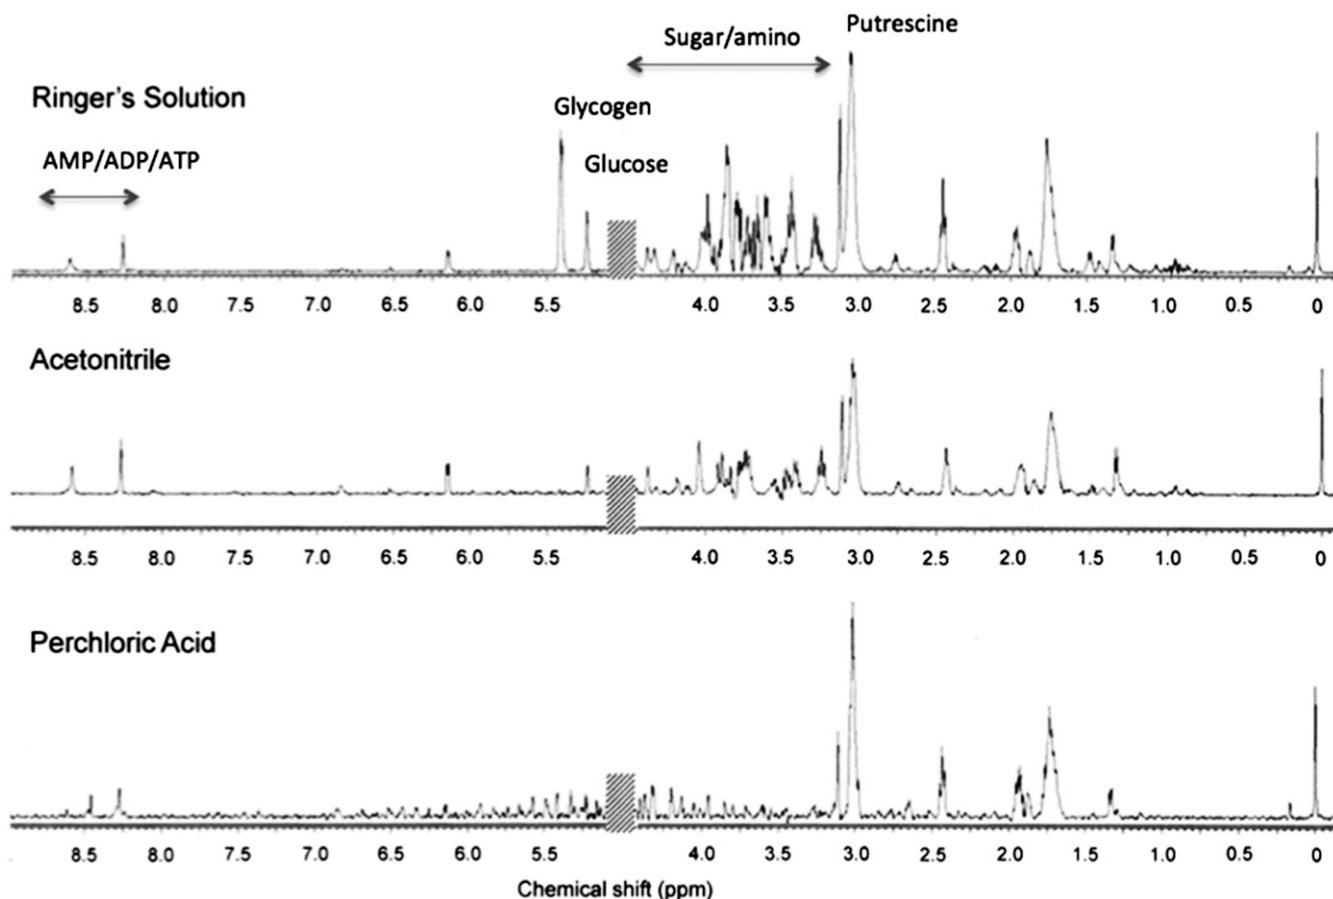 Sugar/amino Putrescine
Ringer's Solution
Glycogen
AMP/ADP/ATP
Glucose
8.5 8.0 7.5 7.0 6.5 6.0 5.5 4.0 3.5 3.0 2.5 2.0 1.5 1.0 0.5 0
Acetonitrile
8.5 8.0 7.5 7.0 6.5 6.0 5.5 4.0 3.5 3.0 2.5 2.0 1.5 1.0 0.5 0
Perchloric Acid
8.5 8.0 7.5 7.0 6.5 6.0 5.5 4.0 3.5 3.0 2.5 2.0 1.5 1.0 0.5 0
Chemical shift (ppm)